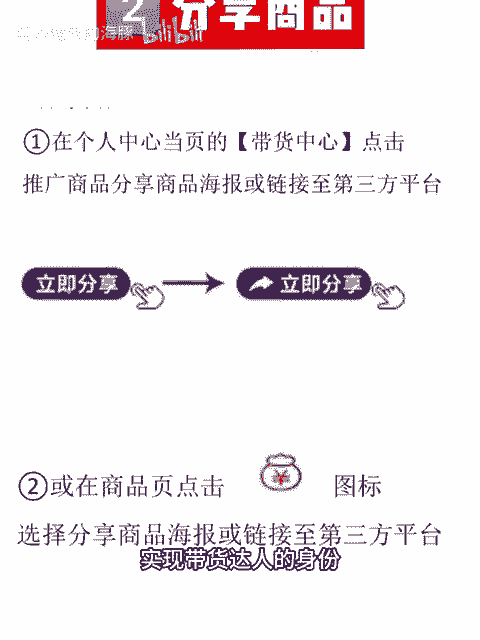 2 分享商品
bilibili
①在个人中心当页的【带货中心】点击
推广商品分享商品海报或链接至第三方平台
立即分享
立即分享
②或在商品页点击 图标
选择分享商品海报或链接至第三方平台
实现带货达人的身份